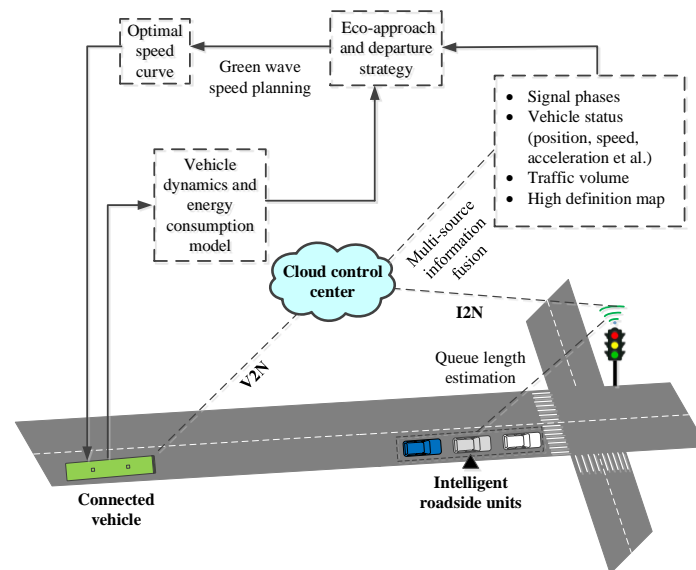 Optimal
speed
curve
Green wave
speed planning
Eco-approach
and departure
strategy
• Signal phases
• Vehicle status
(position, speed,
acceleration et al.)
• Traffic volume
• High definition map
Vehicle
dynamics and
energy
consumption
model
Multi-source
information
fusion
Cloud control
center
I2N
V2N
Queue length
estimation
Connected
vehicle
Intelligent
roadside units